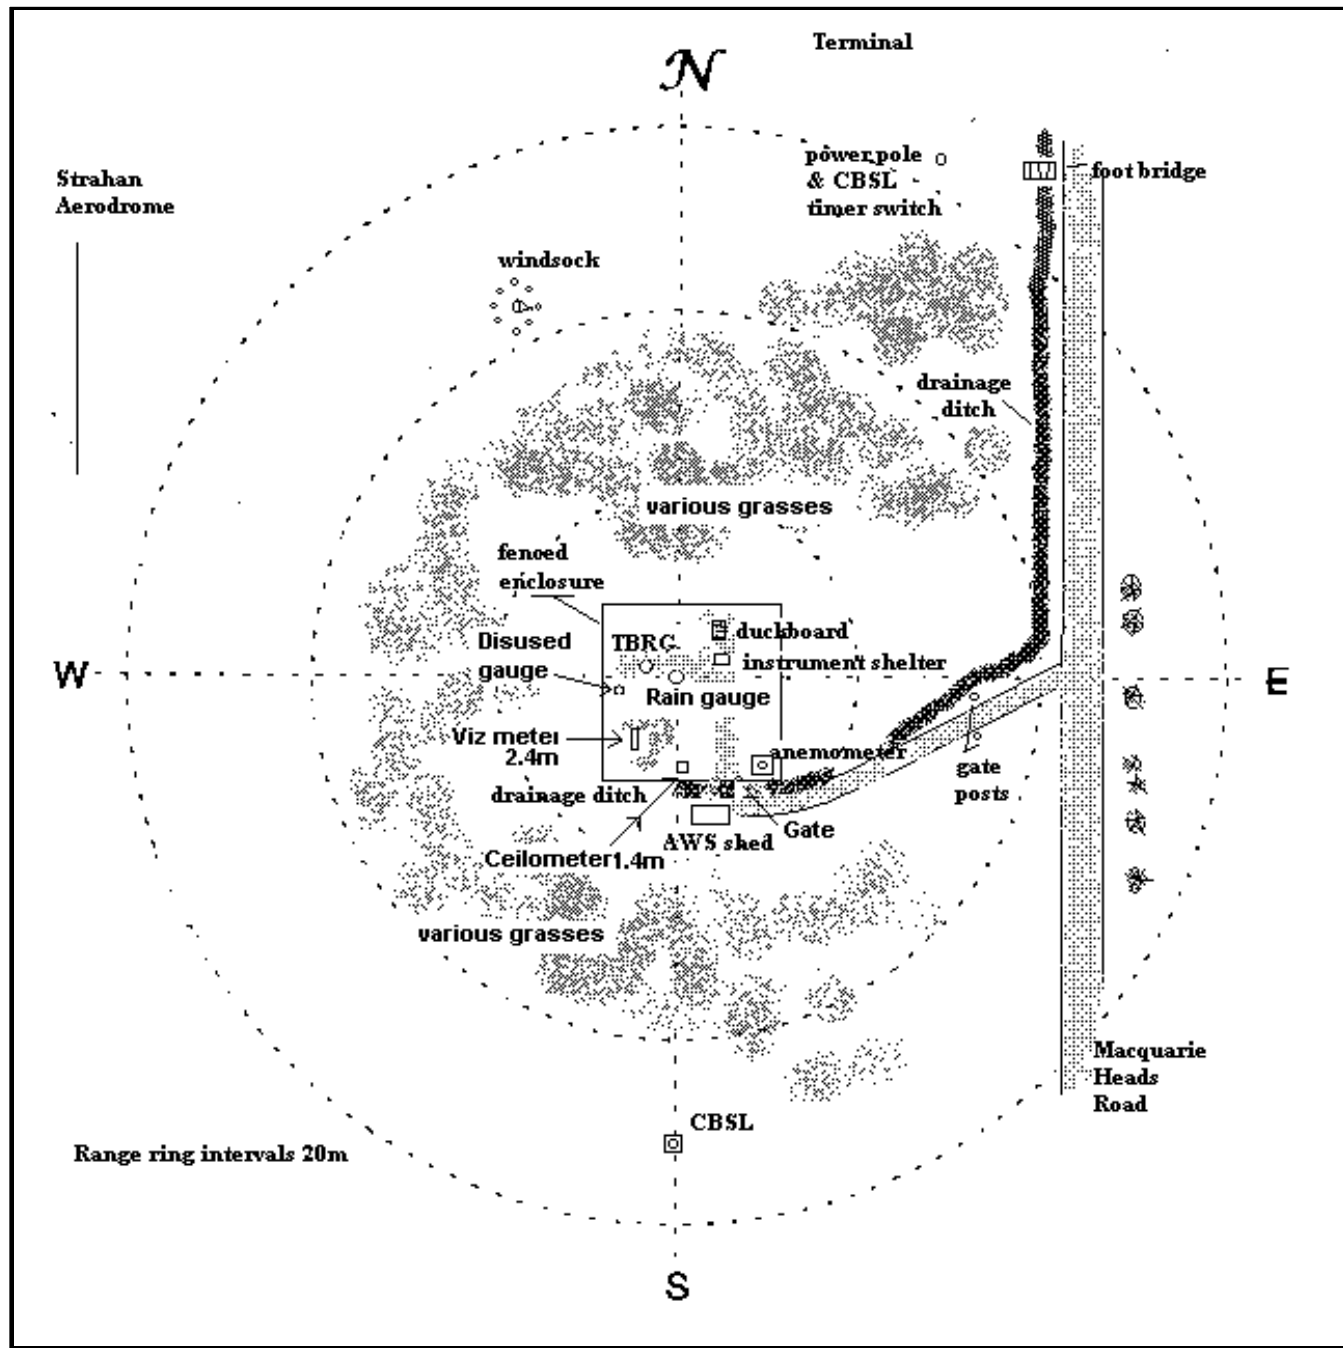 Terminal
N
Strahan
Aerodrome
power pole
& CBSL
timer switch
foot bridge
windsock
drainage
ditch
various grasses
fenced
enclosure
TBRG
duckboard
Disused
gauge
instrument shelter
W
E
Rain gauge
Viz meter
2.4m
anemometer
gate
posts
drainage ditch
Gate
AWS shed
Ceilometer1.4m
various grasses
Macquarie
Heads
Road
CBSL
Range ring intervals 20m
S